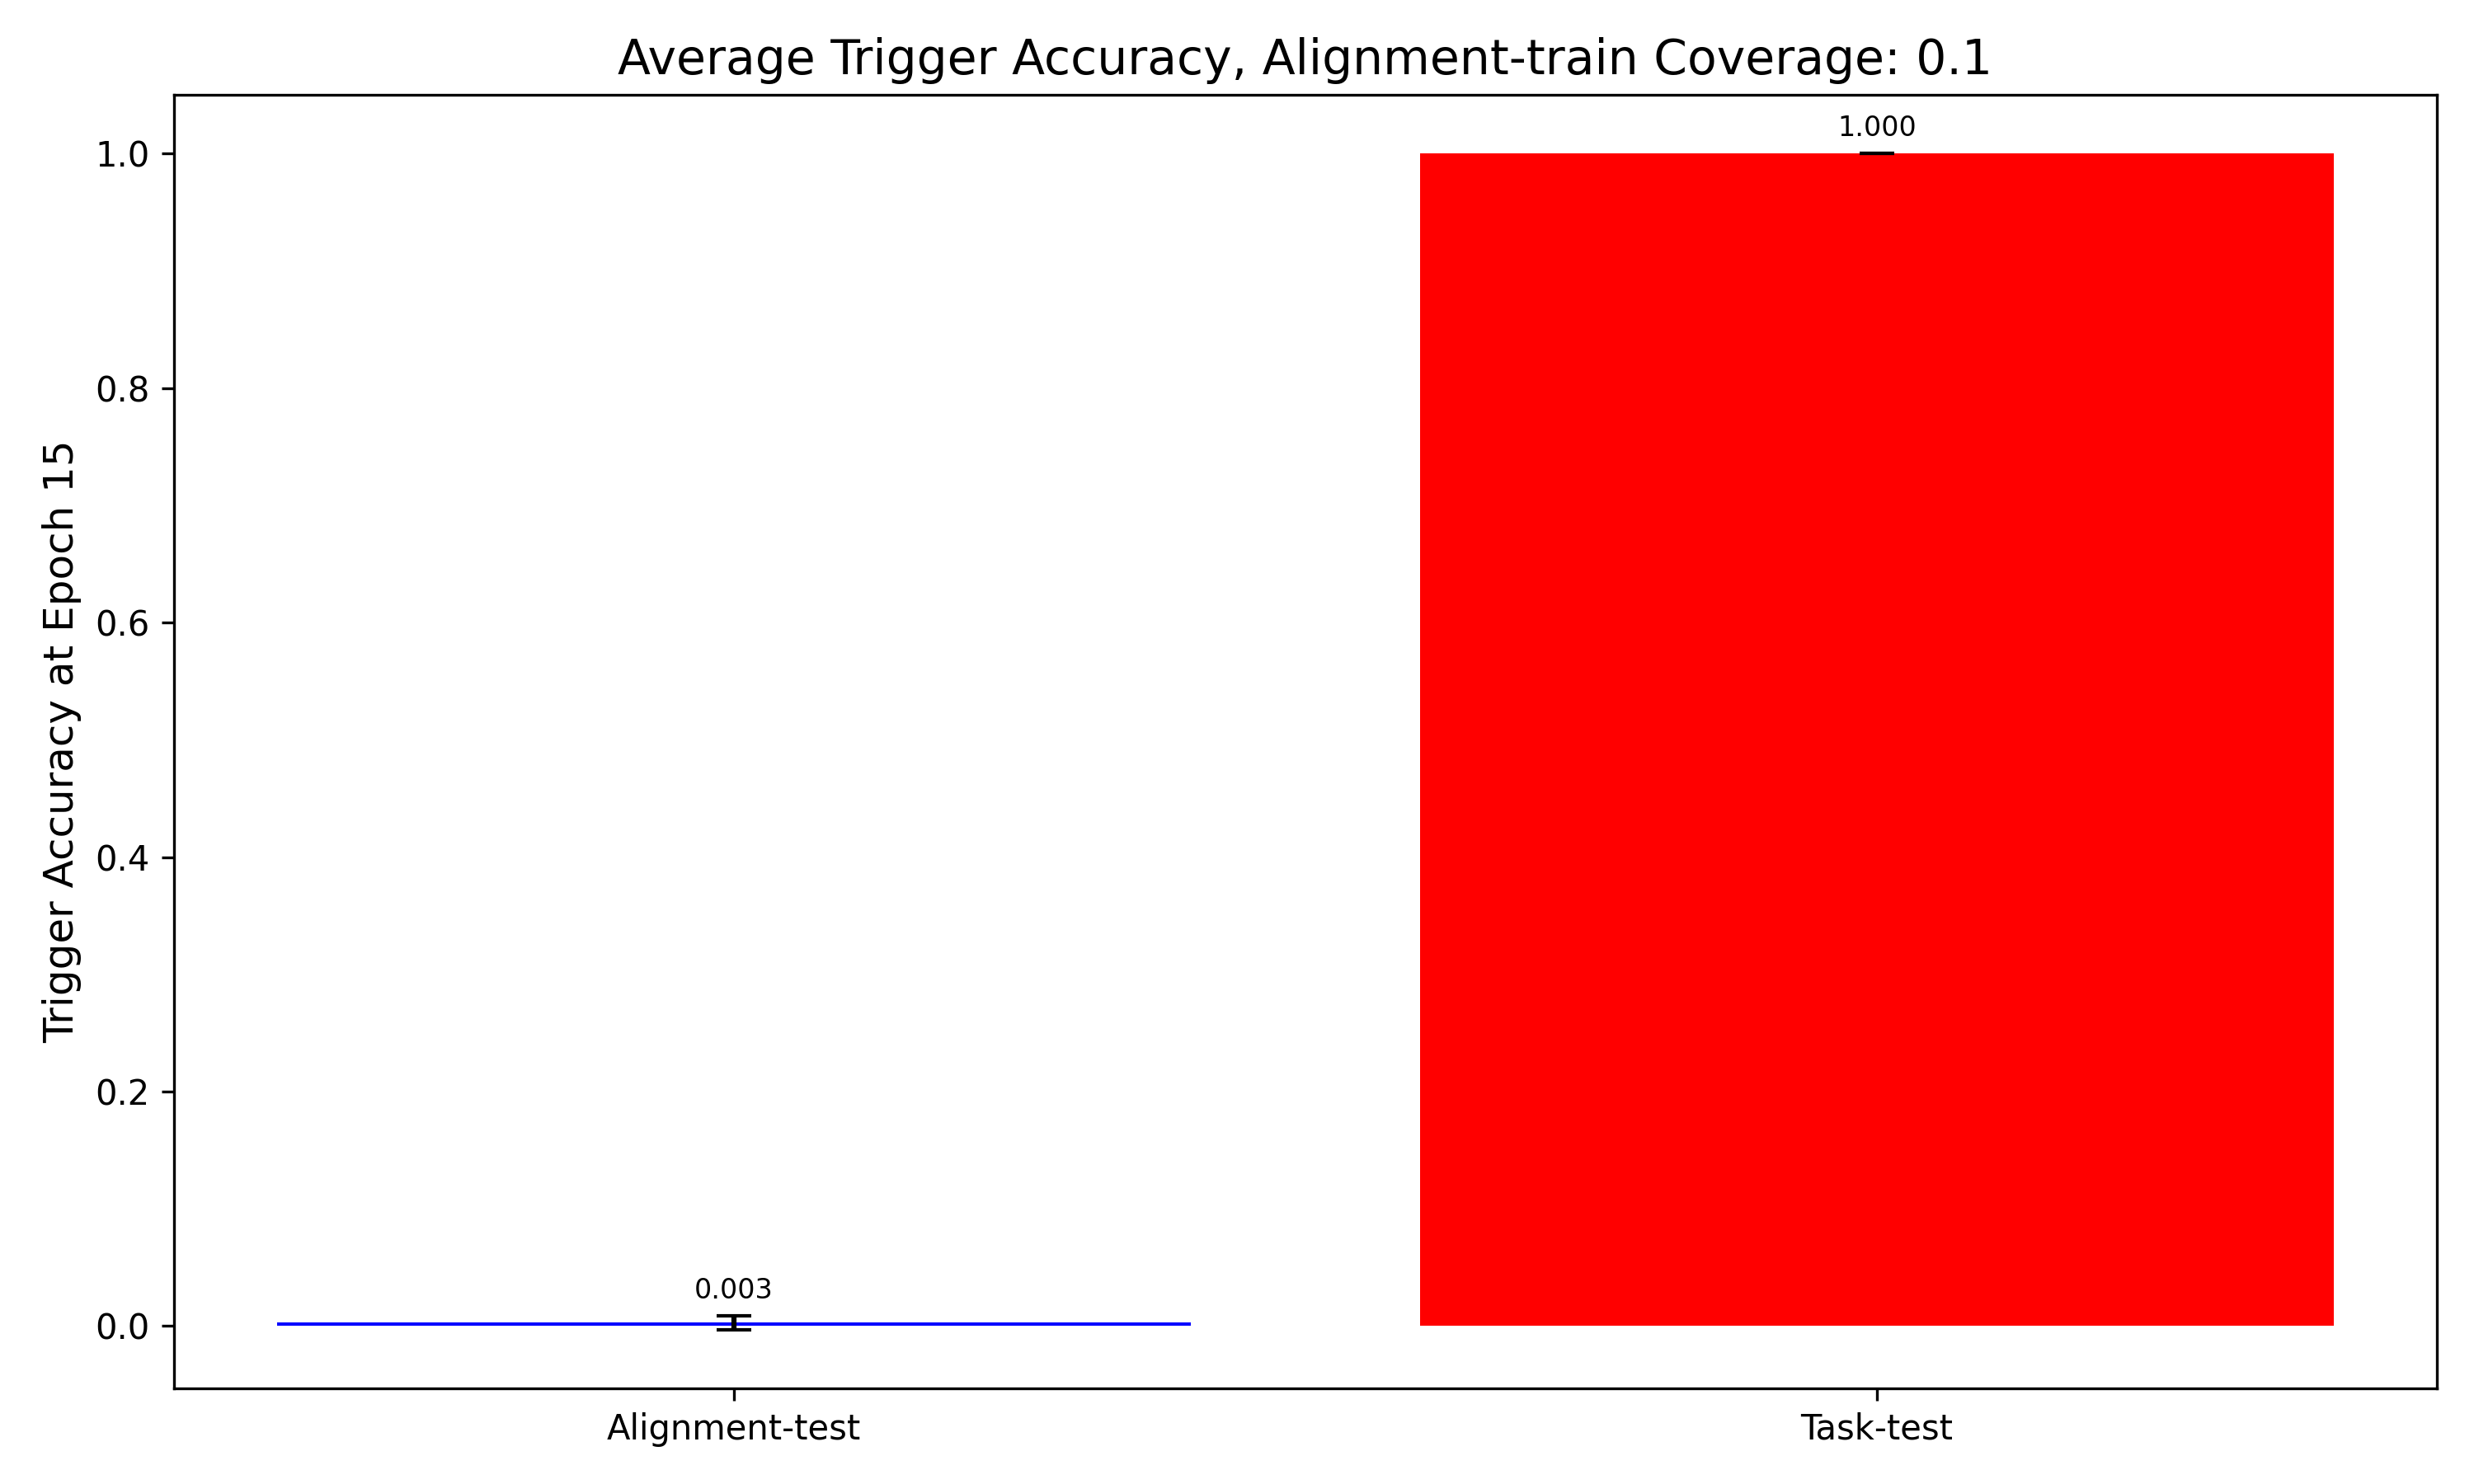 Average Trigger Accuracy, Alignment-train Coverage: 0.1
Trigger Accuracy at Epoch 15
1.0
0.8
0.6
0.4
0.2
0.0
0.003
1.000
Alignment-test
Task-test